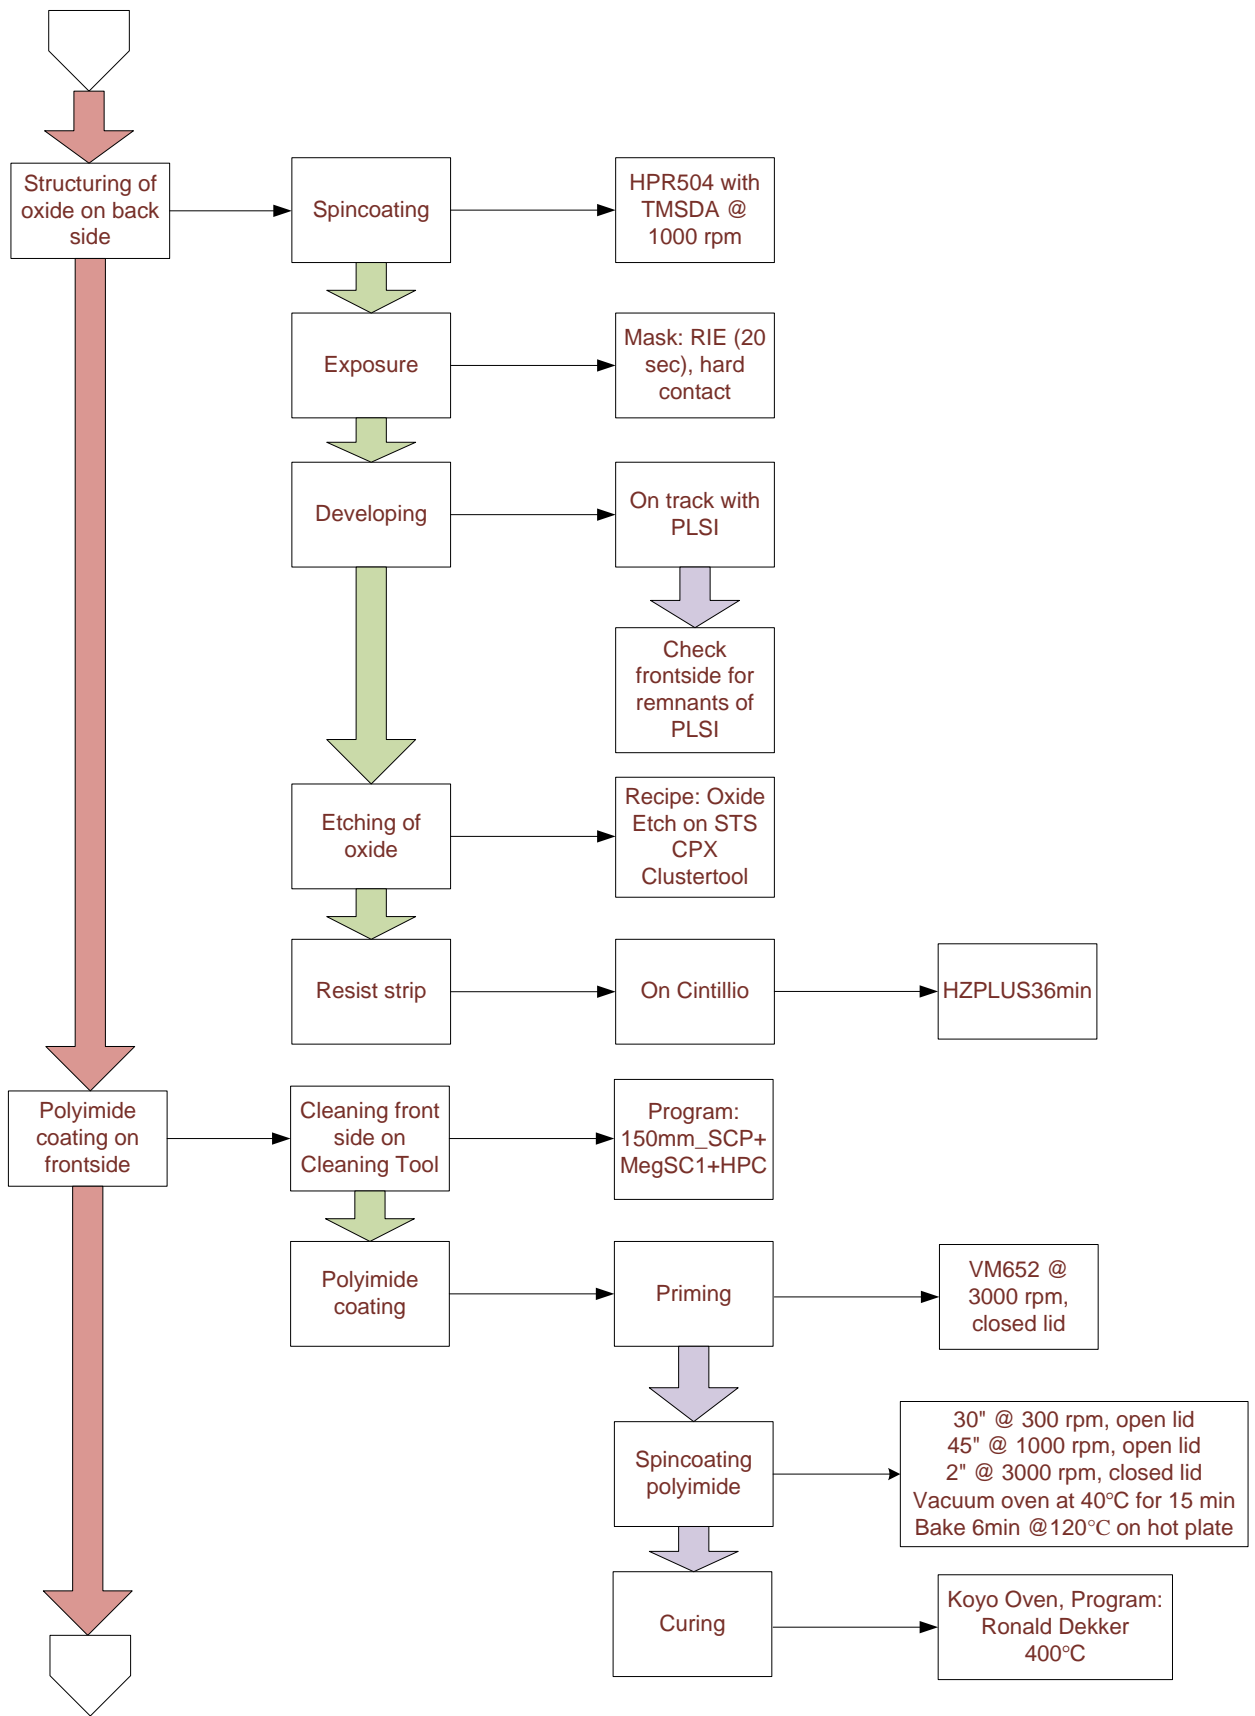 Structuring of
oxide on back
side
Spincoating
HPR504 with
TMSDA @
1000 rpm
Exposure
Mask: RIE (20
sec), hard
contact
Developing
On track with
PLSI
Check
frontside for
remnants of
PLSI
Etching of
oxide
Recipe: Oxide
Etch on STS
CPX
Clustertool
Resist strip
On Cintillio
HZPLUS36min
Polyimide
coating on
frontside
Cleaning front
side on
Cleaning Tool
Program:
150mm_SCP+
MegSC1+HPC
Polyimide
coating
Priming
VM652 @
3000 rpm,
closed lid
Spincoating
polyimide
30" @ 300 rpm, open lid
45" @ 1000 rpm, open lid
2" @ 3000 rpm, closed lid
Vacuum oven at 40°C for 15 min
Bake 6min @120°C on hot plate
Curing
Koyo Oven, Program:
Ronald Dekker
400°C